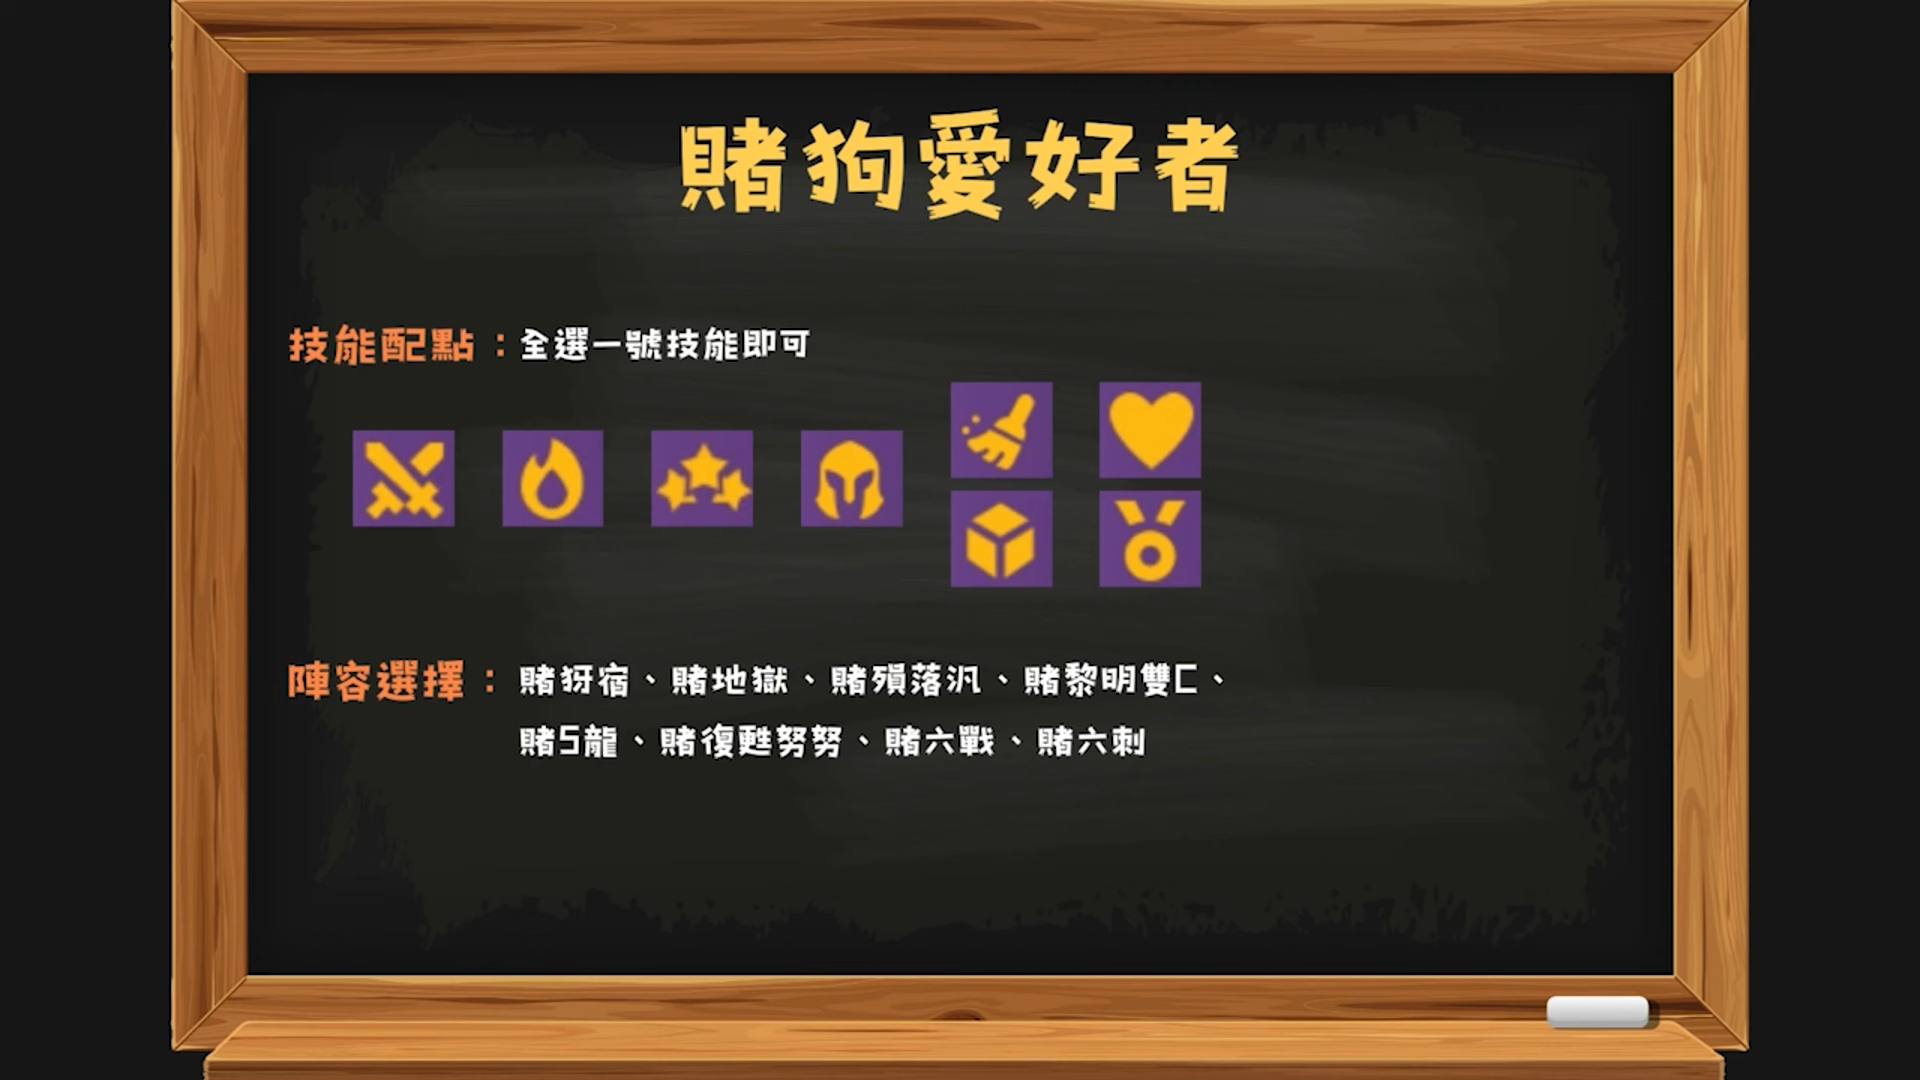 賭狗愛好者
技能配點：全選一號技能即可
陣容選擇：賭犽宿、賭地獄、賭殞落汎、賭黎明雙C、
賭S龍、賭復甦努努、賭六戰、賭六刺